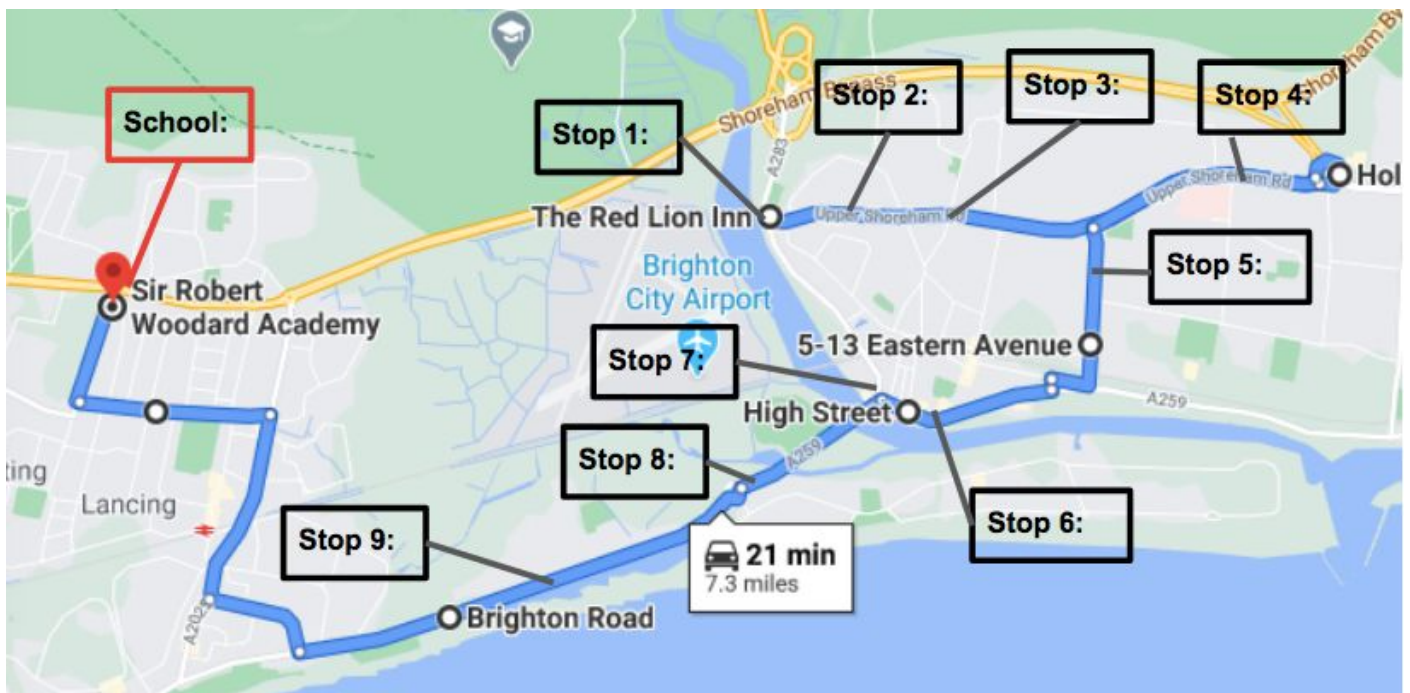 School:
Stop 1:
Stop 2:
Stop 3:
Stop 4:
Shoreham Bypass
Shoreham By
A283
Upper Shoreham Rd
Hol
The Red Lion Inn
Upper Shoreham Rd
Stop 5:
Brighton
City Airport
Sir Robert
Woodard Academy
5-13 Eastern Avenue
Stop 7:
A259
High Street
Stop 8:
A259
ting
Lancing
Stop 6:
Stop 9:
21 min
7.3 miles
Brighton Road